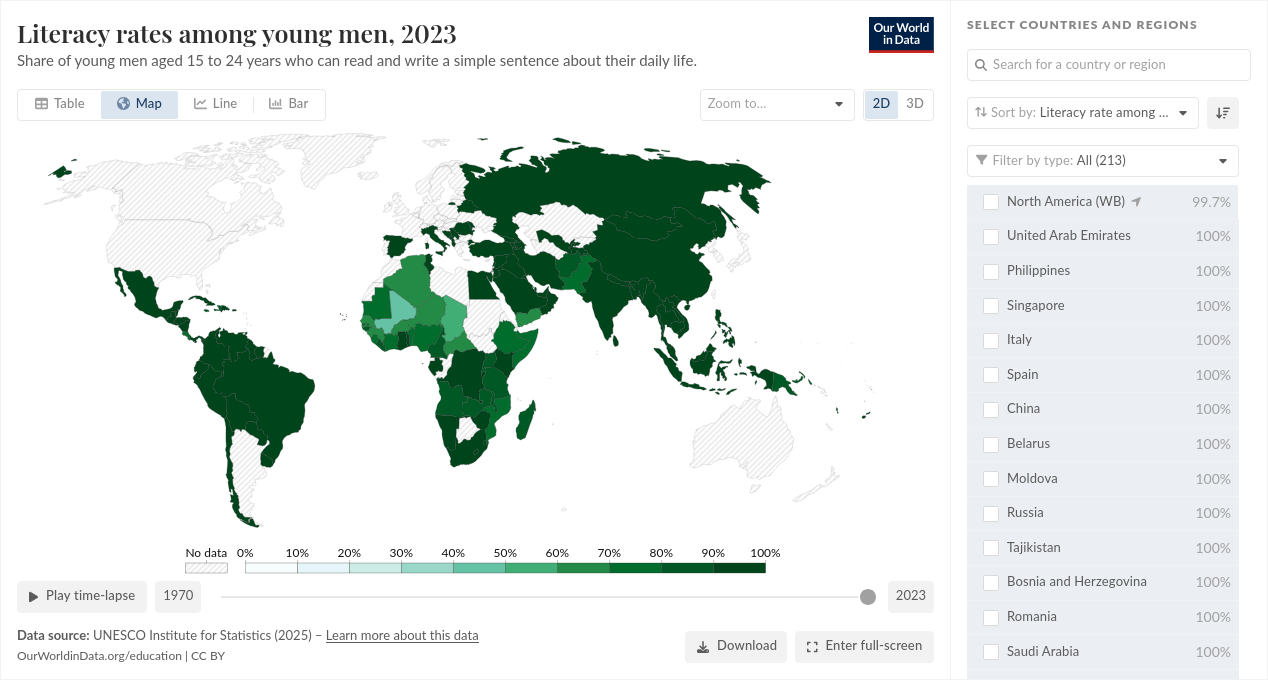 Literacy rates among young men, 2023
Share of young men aged 15 to 24 years who can read and write a simple sentence about their daily life.
Our World
in Data
Table
Map
Line
Bar
Zoom to...
2D
3D
No data
0%
10%
20%
30%
40%
50%
60%
70%
80%
90%
100%
Play time-lapse
1970
2023
Data source: UNESCO Institute for Statistics (2025) – Learn more about this data
OurWorldinData.org/education | CC BY
Download
Enter full-screen
SELECT COUNTRIES AND REGIONS
Search for a country or region
Sort by: Literacy rate among ...
Filter by type: All (213)
North America (WB) 99.7%
United Arab Emirates 100%
Philippines 100%
Singapore 100%
Italy 100%
Spain 100%
China 100%
Belarus 100%
Moldova 100%
Russia 100%
Tajikistan 100%
Bosnia and Herzegovina 100%
Romania 100%
Saudi Arabia 100%